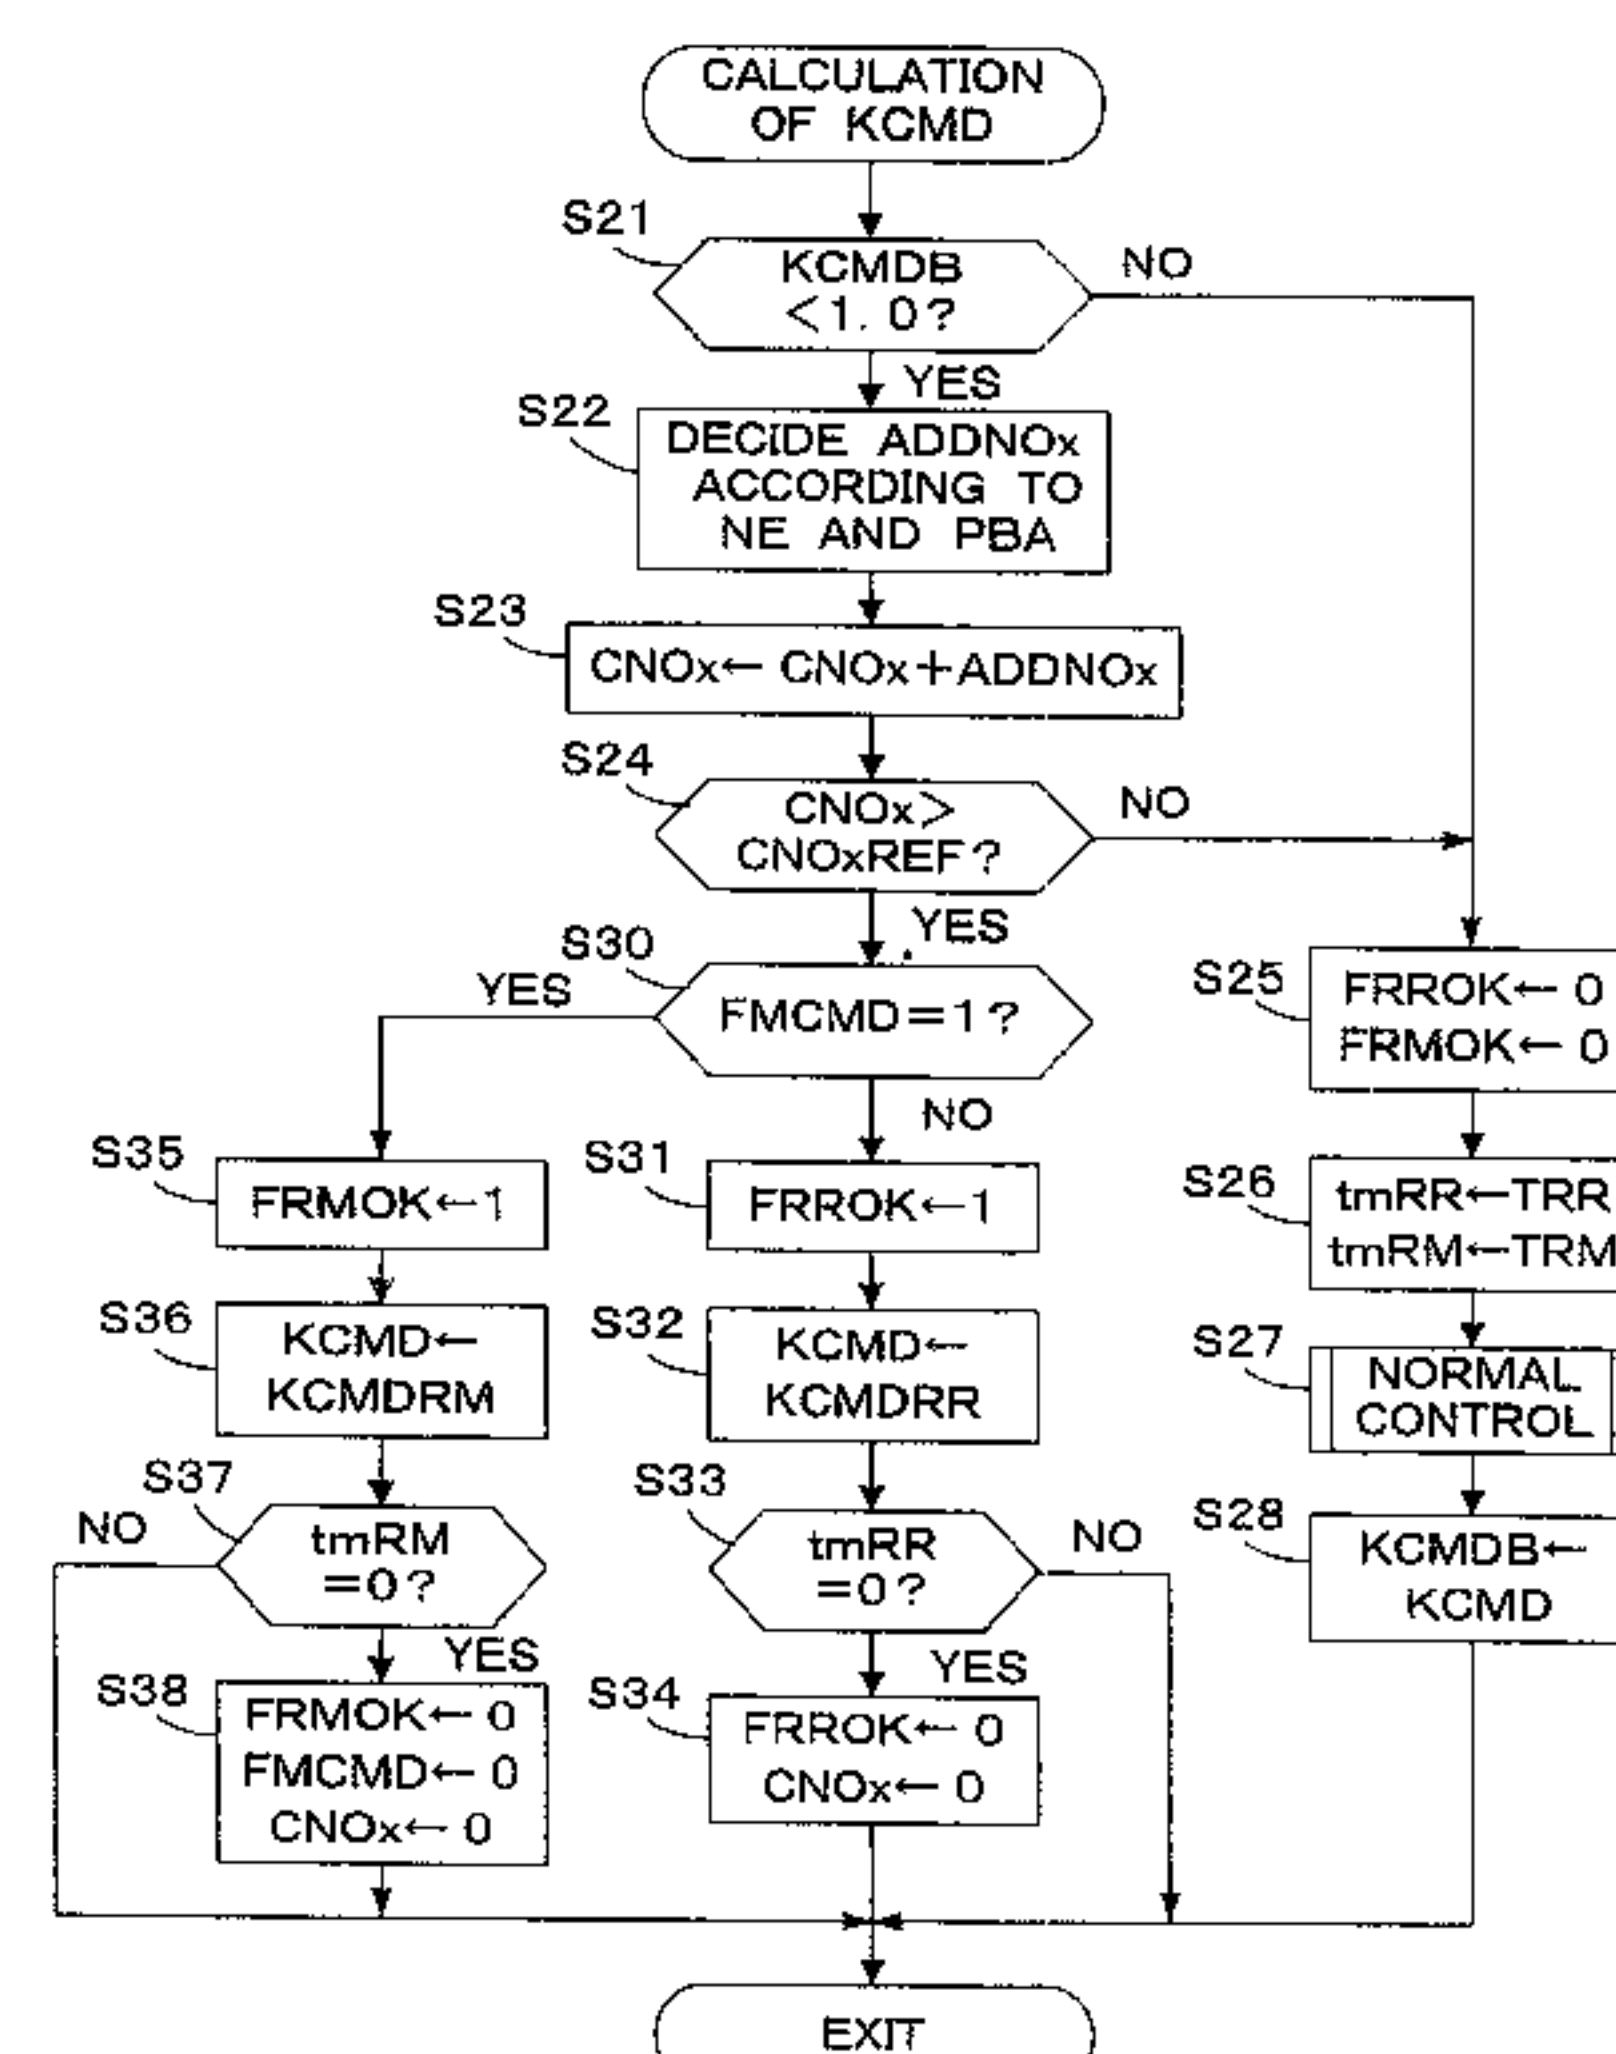 CALCULATION
OF KCMD
S21
KCMDB
<1.0?
NO
YES
S22
DECIDE ADDNOx
ACCORDING TO
NE AND PBA
S23
CNOx← CNOx+ADDNOx
S24
CNOx>
CNOxREF?
NO
YES
S30
FMCMD=1?
YES
NO
S25
FRROK← 0
FRMOK← 0
S35
FRMOK←1
S31
FRROK←1
S26
tmRR←TRR
tmRM←TRM
S36
KCMD←
KCMDRM
S32
KCMD←
KCMDRR
S27
NORMAL
CONTROL
S37
tmRM
=0?
NO
YES
S33
tmRR
=0?
NO
YES
S28
KCMDB←
KCMD
S38
FRMOK← 0
FMCMD← 0
CNOx← 0
S34
FRROK← 0
CNOx← 0
EXIT